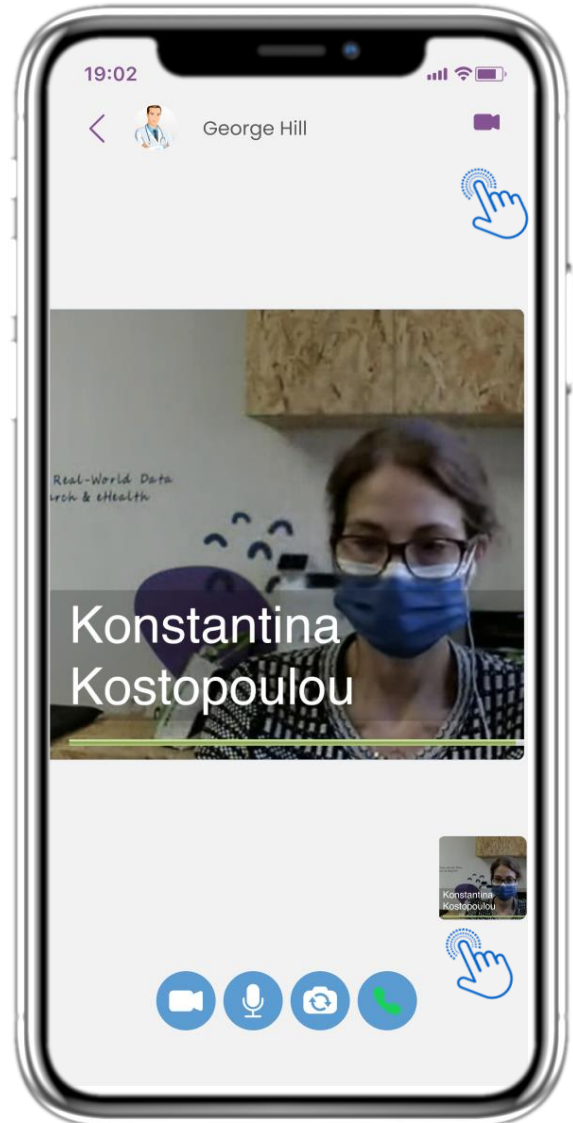 19:02
George Hill
Real-World Data
rch & eHealth
Konstantina
Kostopoulou
Konstantina
Kostopoulou